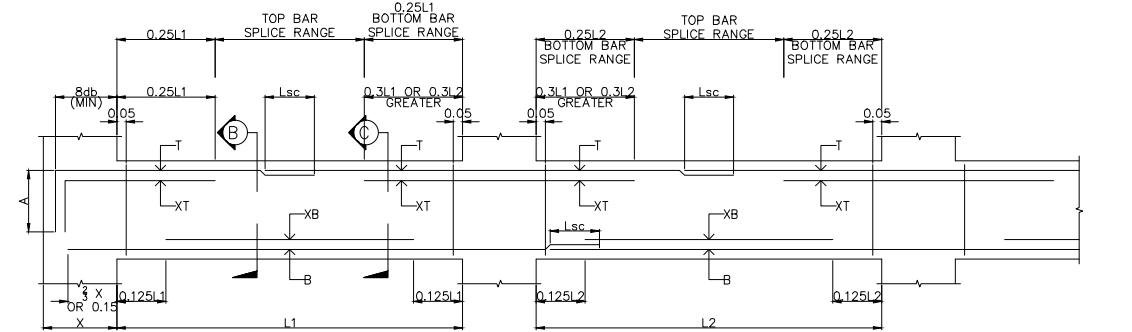 0.25L1
TOP BAR
SPLICE RANGE
0.25L1
BOTTOM BAR
SPLICE RANGE
0.25L2
BOTTOM BAR
SPLICE RANGE
TOP BAR
SPLICE RANGE
0.25L2
BOTTOM BAR
SPLICE RANGE
8db
(MIN)
0.25L1
Lsc
0.3L1 OR 0.3L2
GREATER
0.3L1 OR 0.3L2
GREATER
Lsc
0.05
0.05
0.05
0.05
B
C
T
T
T
T
A
XT
XT
XT
XT
XB
Lsc
XB
B
B
2/3 X
OR 0.15
0.125L1
0.125L1
0.125L2
0.125L2
X
L1
L2